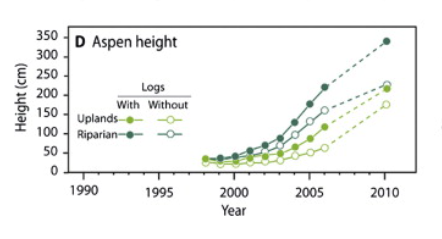 D Aspen height
Height (cm)
350
300
250
200
150
100
50
0
Logs
With Without
Uplands
Riparian
1990 1995 2000 2005 2010
Year